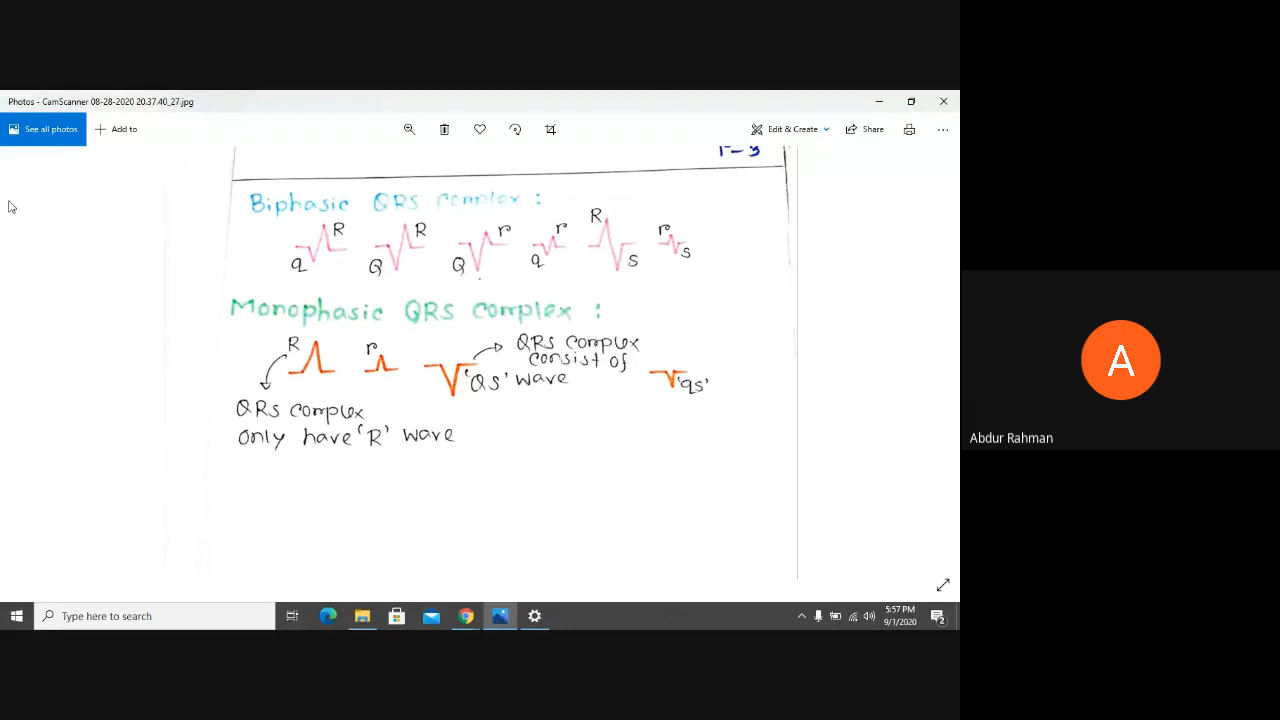 Photos - CamScanner 08-28-2020 20.37.40_27.jpg
See all photos
Add to
Edit & Create
Share
Biphasic QRS complex :
q R Q R Q r q r R S r S
Monophasic QRS complex :
R r QRS complex
consist of
'QS' wave 'qs'
QRS complex
only have 'R' wave
A
Abdur Rahman
Type here to search
5:57 PM
9/1/2020
2